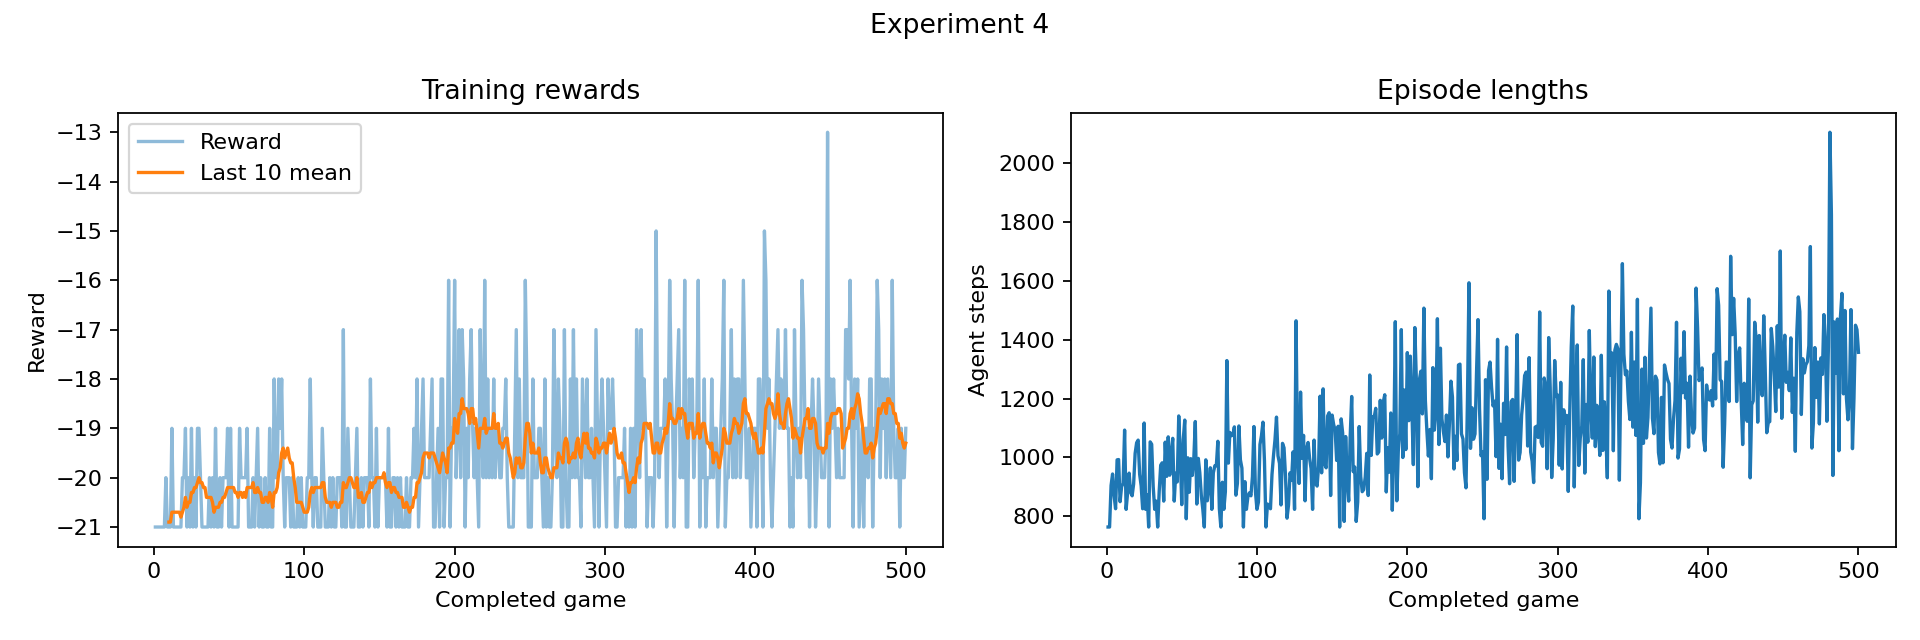 Experiment 4
Training rewards
Reward
Last 10 mean
−13
−14
−15
−16
−17
−18
−19
−20
−21
Reward
0 100 200 300 400 500
Completed game
Episode lengths
2000
1800
1600
1400
1200
1000
800
Agent steps
0 100 200 300 400 500
Completed game